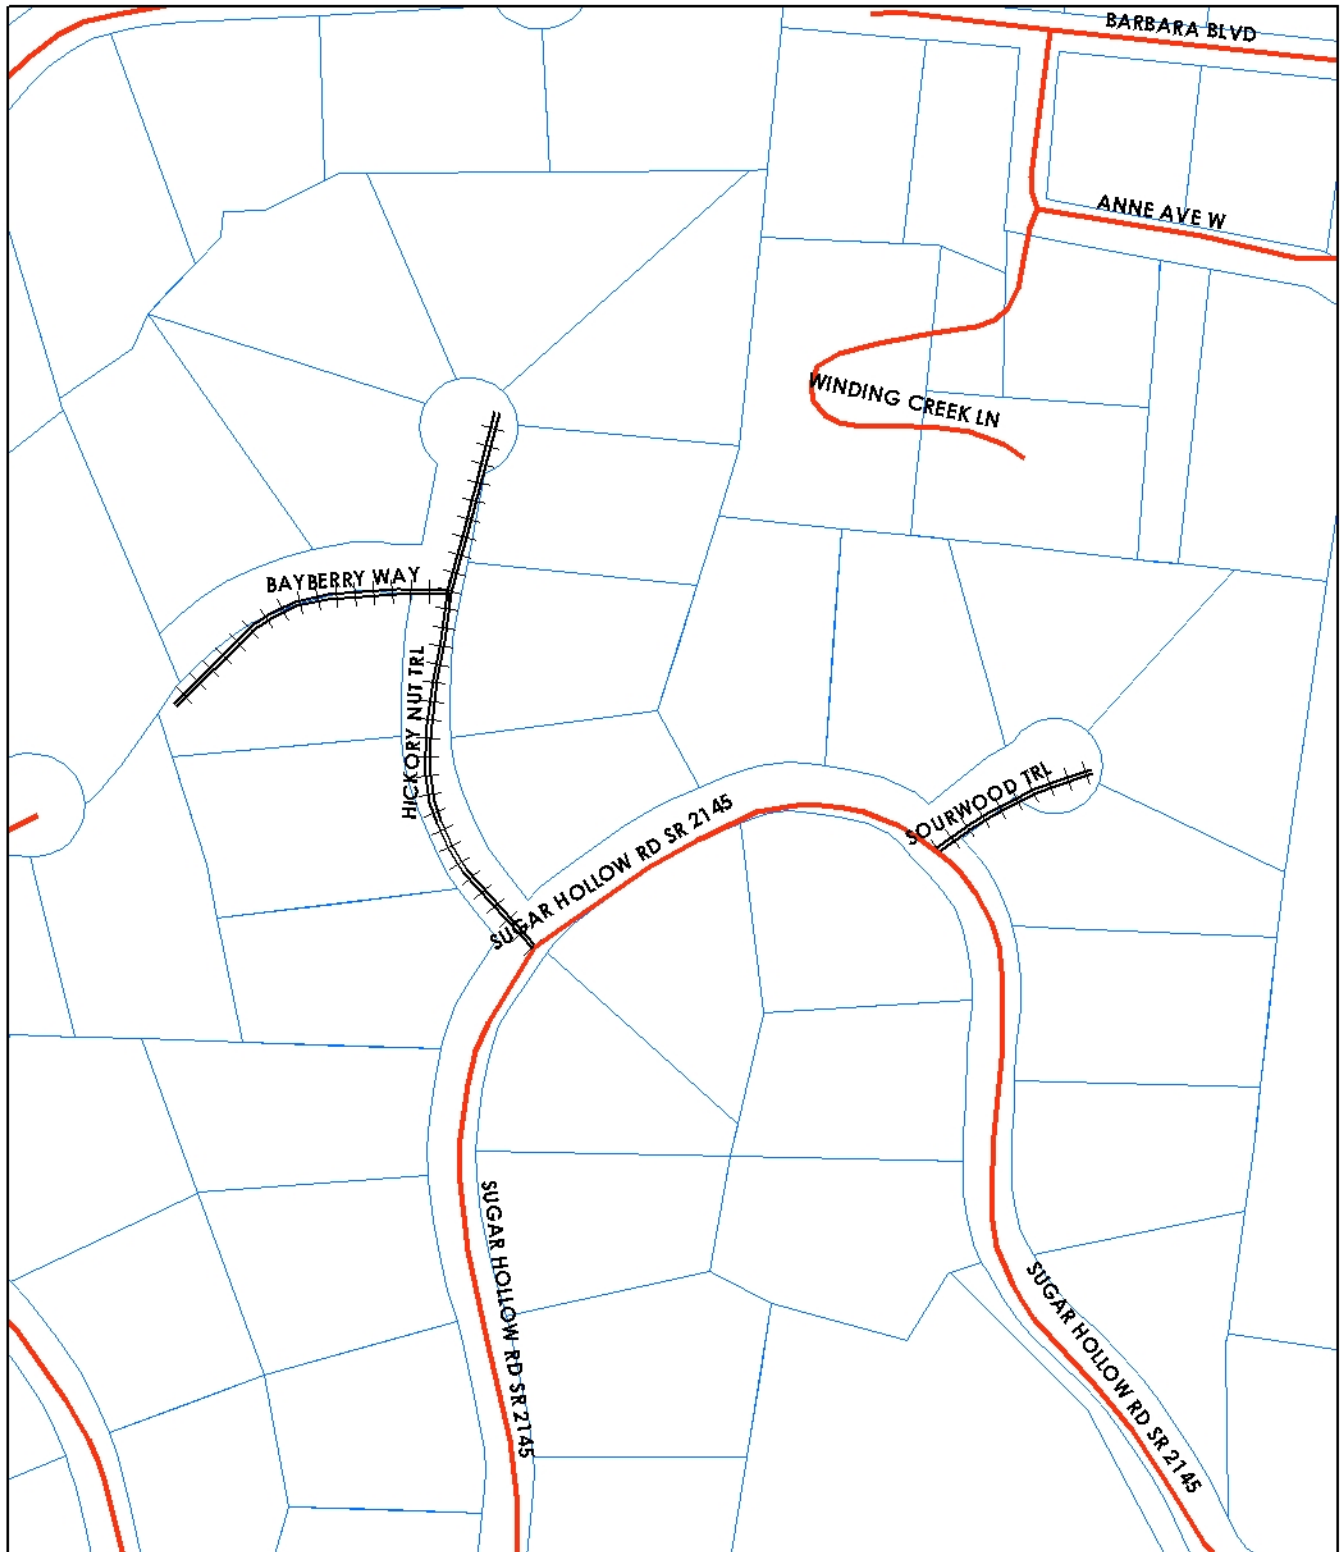 BARBARA BLVD
ANNE AVE W
WINDING CREEK LN
BAYBERRY WAY
HICKORY NUT TRL
SOURWOOD TRL
SUGAR HOLLOW RD SR 2145
SUGAR HOLLOW RD SR 2145
SUGAR HOLLOW RD SR 2145